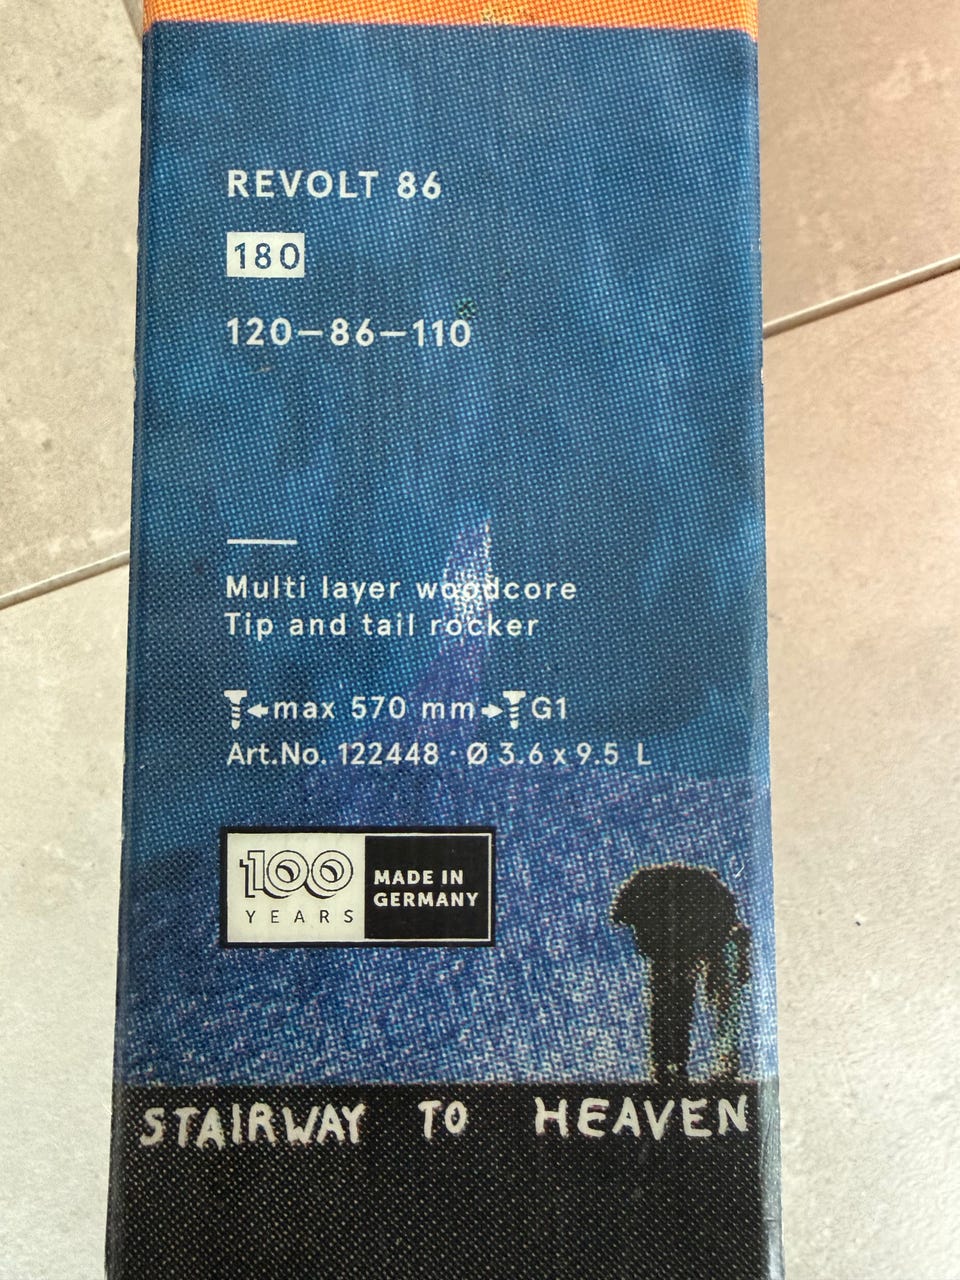 REVOLT 86
180
120–86–110
Multi layer woodcore
Tip and tail rocker
←max 570 mm→ G1
Art.No. 122448 · Ø 3.6 x 9.5 L
100
YEARS
MADE IN
GERMANY
STAIRWAY TO HEAVEN